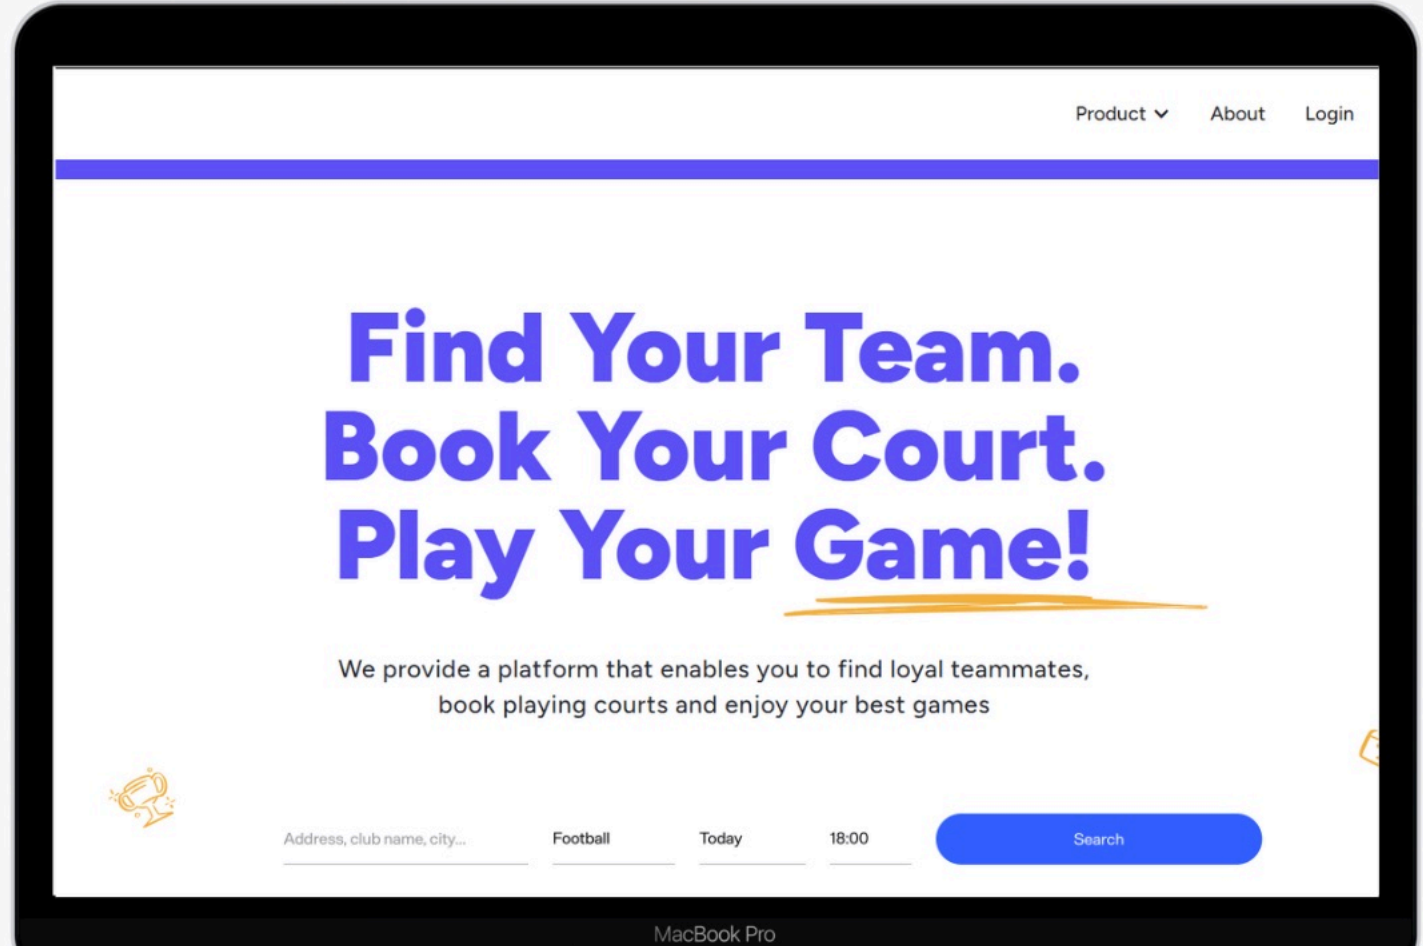 Product
About
Login
Find Your Team.
Book Your Court.
Play Your Game!
We provide a platform that enables you to find loyal teammates,
book playing courts and enjoy your best games
Address, club name, city...
Football
Today
18:00
Search
MacBook Pro